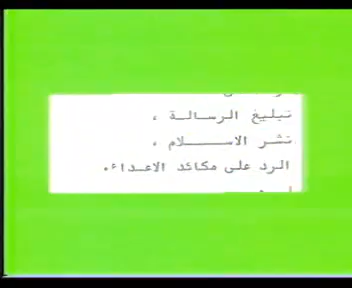 تبليغ الرسالة ،
نشر الاسلام ،
الرد على مكائد الاعداء.